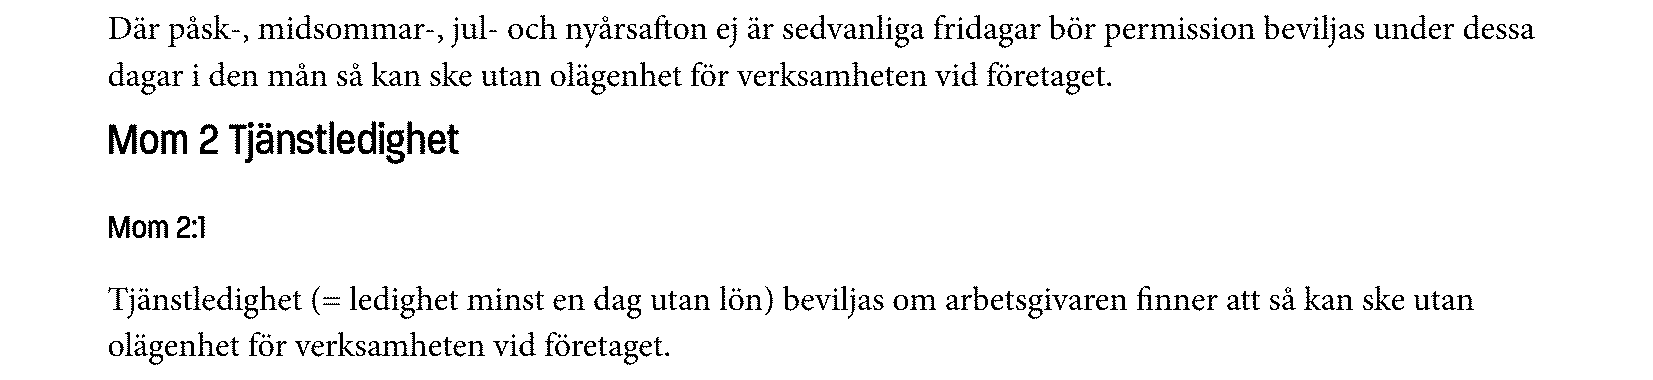 Där påsk-, midsommar-, jul- och nyårsafton ej är sedvanliga fridagar bör permission beviljas under dessa
dagar i den mån så kan ske utan olägenhet för verksamheten vid företaget.
Mom 2 Tjänstledighet
Mom 2:1
Tjänstledighet (= ledighet minst en dag utan lön) beviljas om arbetsgivaren finner att så kan ske utan
olägenhet för verksamheten vid företaget.